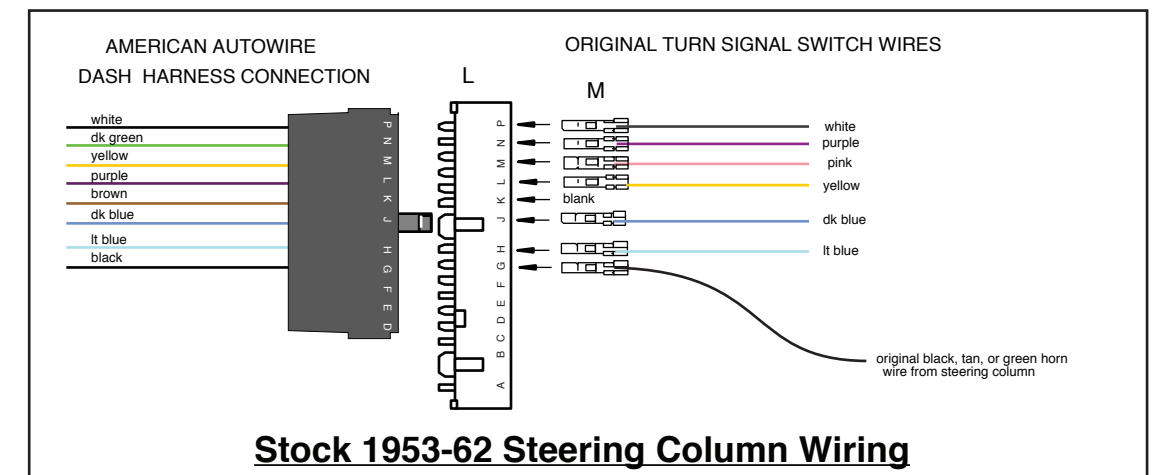 AMERICAN AUTOWIRE
DASH HARNESS CONNECTION
ORIGINAL TURN SIGNAL SWITCH WIRES
L
M
white
dk green
yellow
purple
brown
dk blue
lt blue
black
P
N
M
L
K
J
H
G
F
E
D
P
N
M
L
K
J
H
G
F
E
D
C
B
A
blank
white
purple
pink
yellow
dk blue
lt blue
original black, tan, or green horn
wire from steering column
Stock 1953-62 Steering Column Wiring